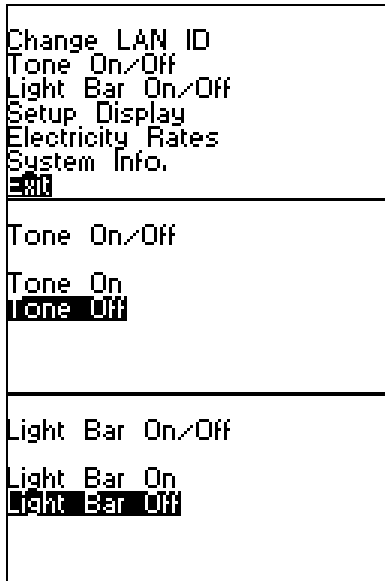 Change LAN ID
Tone On/Off
Light Bar On/Off
Setup Display
Electricity Rates
System Info.
Exit
Tone On/Off
Tone On
Tone Off
Light Bar On/Off
Light Bar On
Light Bar Off